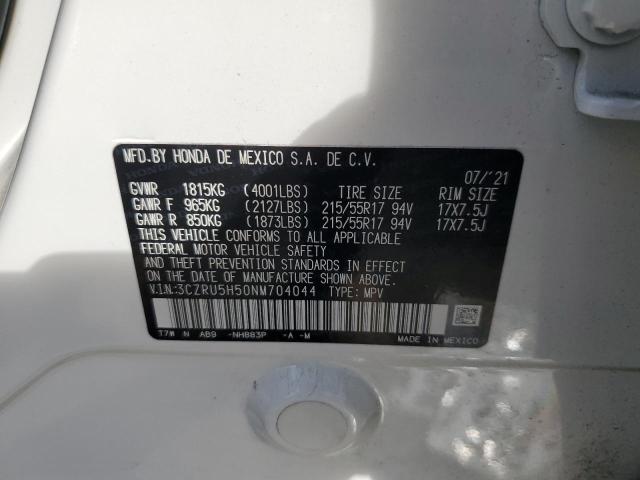 MFD.BY HONDA DE MEXICO S.A. DE C.V.
07/'21
GVWR 1815KG (4001LBS) TIRE SIZE RIM SIZE
GAWR F 965KG (2127LBS) 215/55R17 94V 17X7.5J
GAWR R 850KG (1873LBS) 215/55R17 94V 17X7.5J
THIS VEHICLE CONFORMS TO ALL APPLICABLE
FEDERAL MOTOR VEHICLE SAFETY
STANDARDS IN EFFECT
ON THE DATE OF MANUFACTURE SHOWN ABOVE.
V.I.N:3CZRU5H50NM704044 TYPE: MPV
T7W N AB9 -NH883P -A -M
MADE IN MEXICO